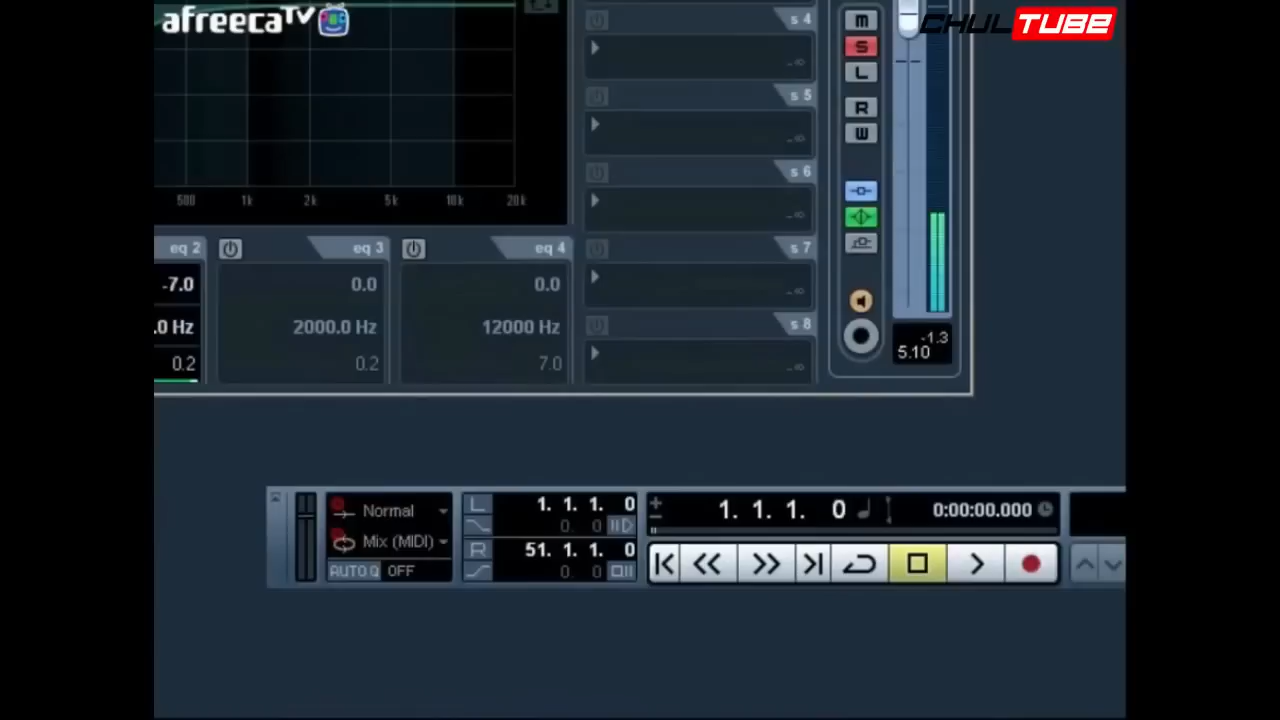 afreecaTV
CHULTUBE
s 4
-∞
s 5
-∞
s 6
-∞
s 7
-∞
s 8
-∞
M
S
L
R
W
500 1k 2k 5k 10k 20k
eq 2 eq 3 eq 4
-7.0 0.0 0.0
.0 Hz 2000.0 Hz 12000 Hz
0.2 0.2 7.0
-1.3
5.10
Normal
Mix (MIDI)
AUTO Q OFF
L 1. 1. 1. 0
0. 0
R 51. 1. 1. 0
0. 0
1. 1. 1. 0 0:00:00.000